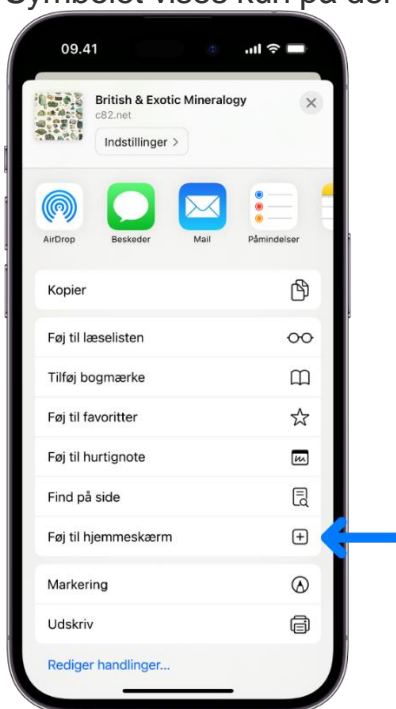 Symbolet vises kun på de
09.41
British & Exotic Mineralogy
c82.net
Indstillinger >
AirDrop
Beskeder
Mail
Påmindelser
Kopier
Føj til læselisten
Tilføj bogmærke
Føj til favoritter
Føj til hurtignote
Find på side
Føj til hjemmeskærm
Markering
Udskriv
Rediger handlinger...